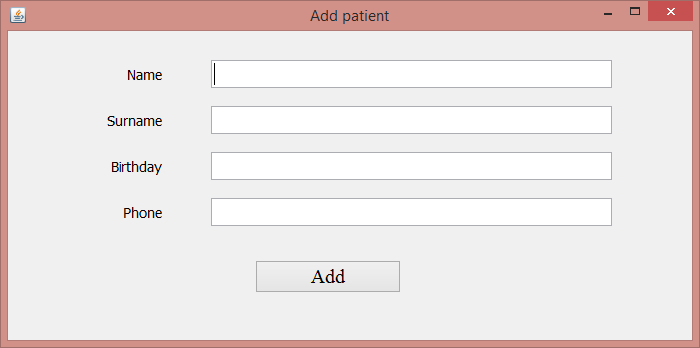 Add patient
Name
Surname
Birthday
Phone
Add